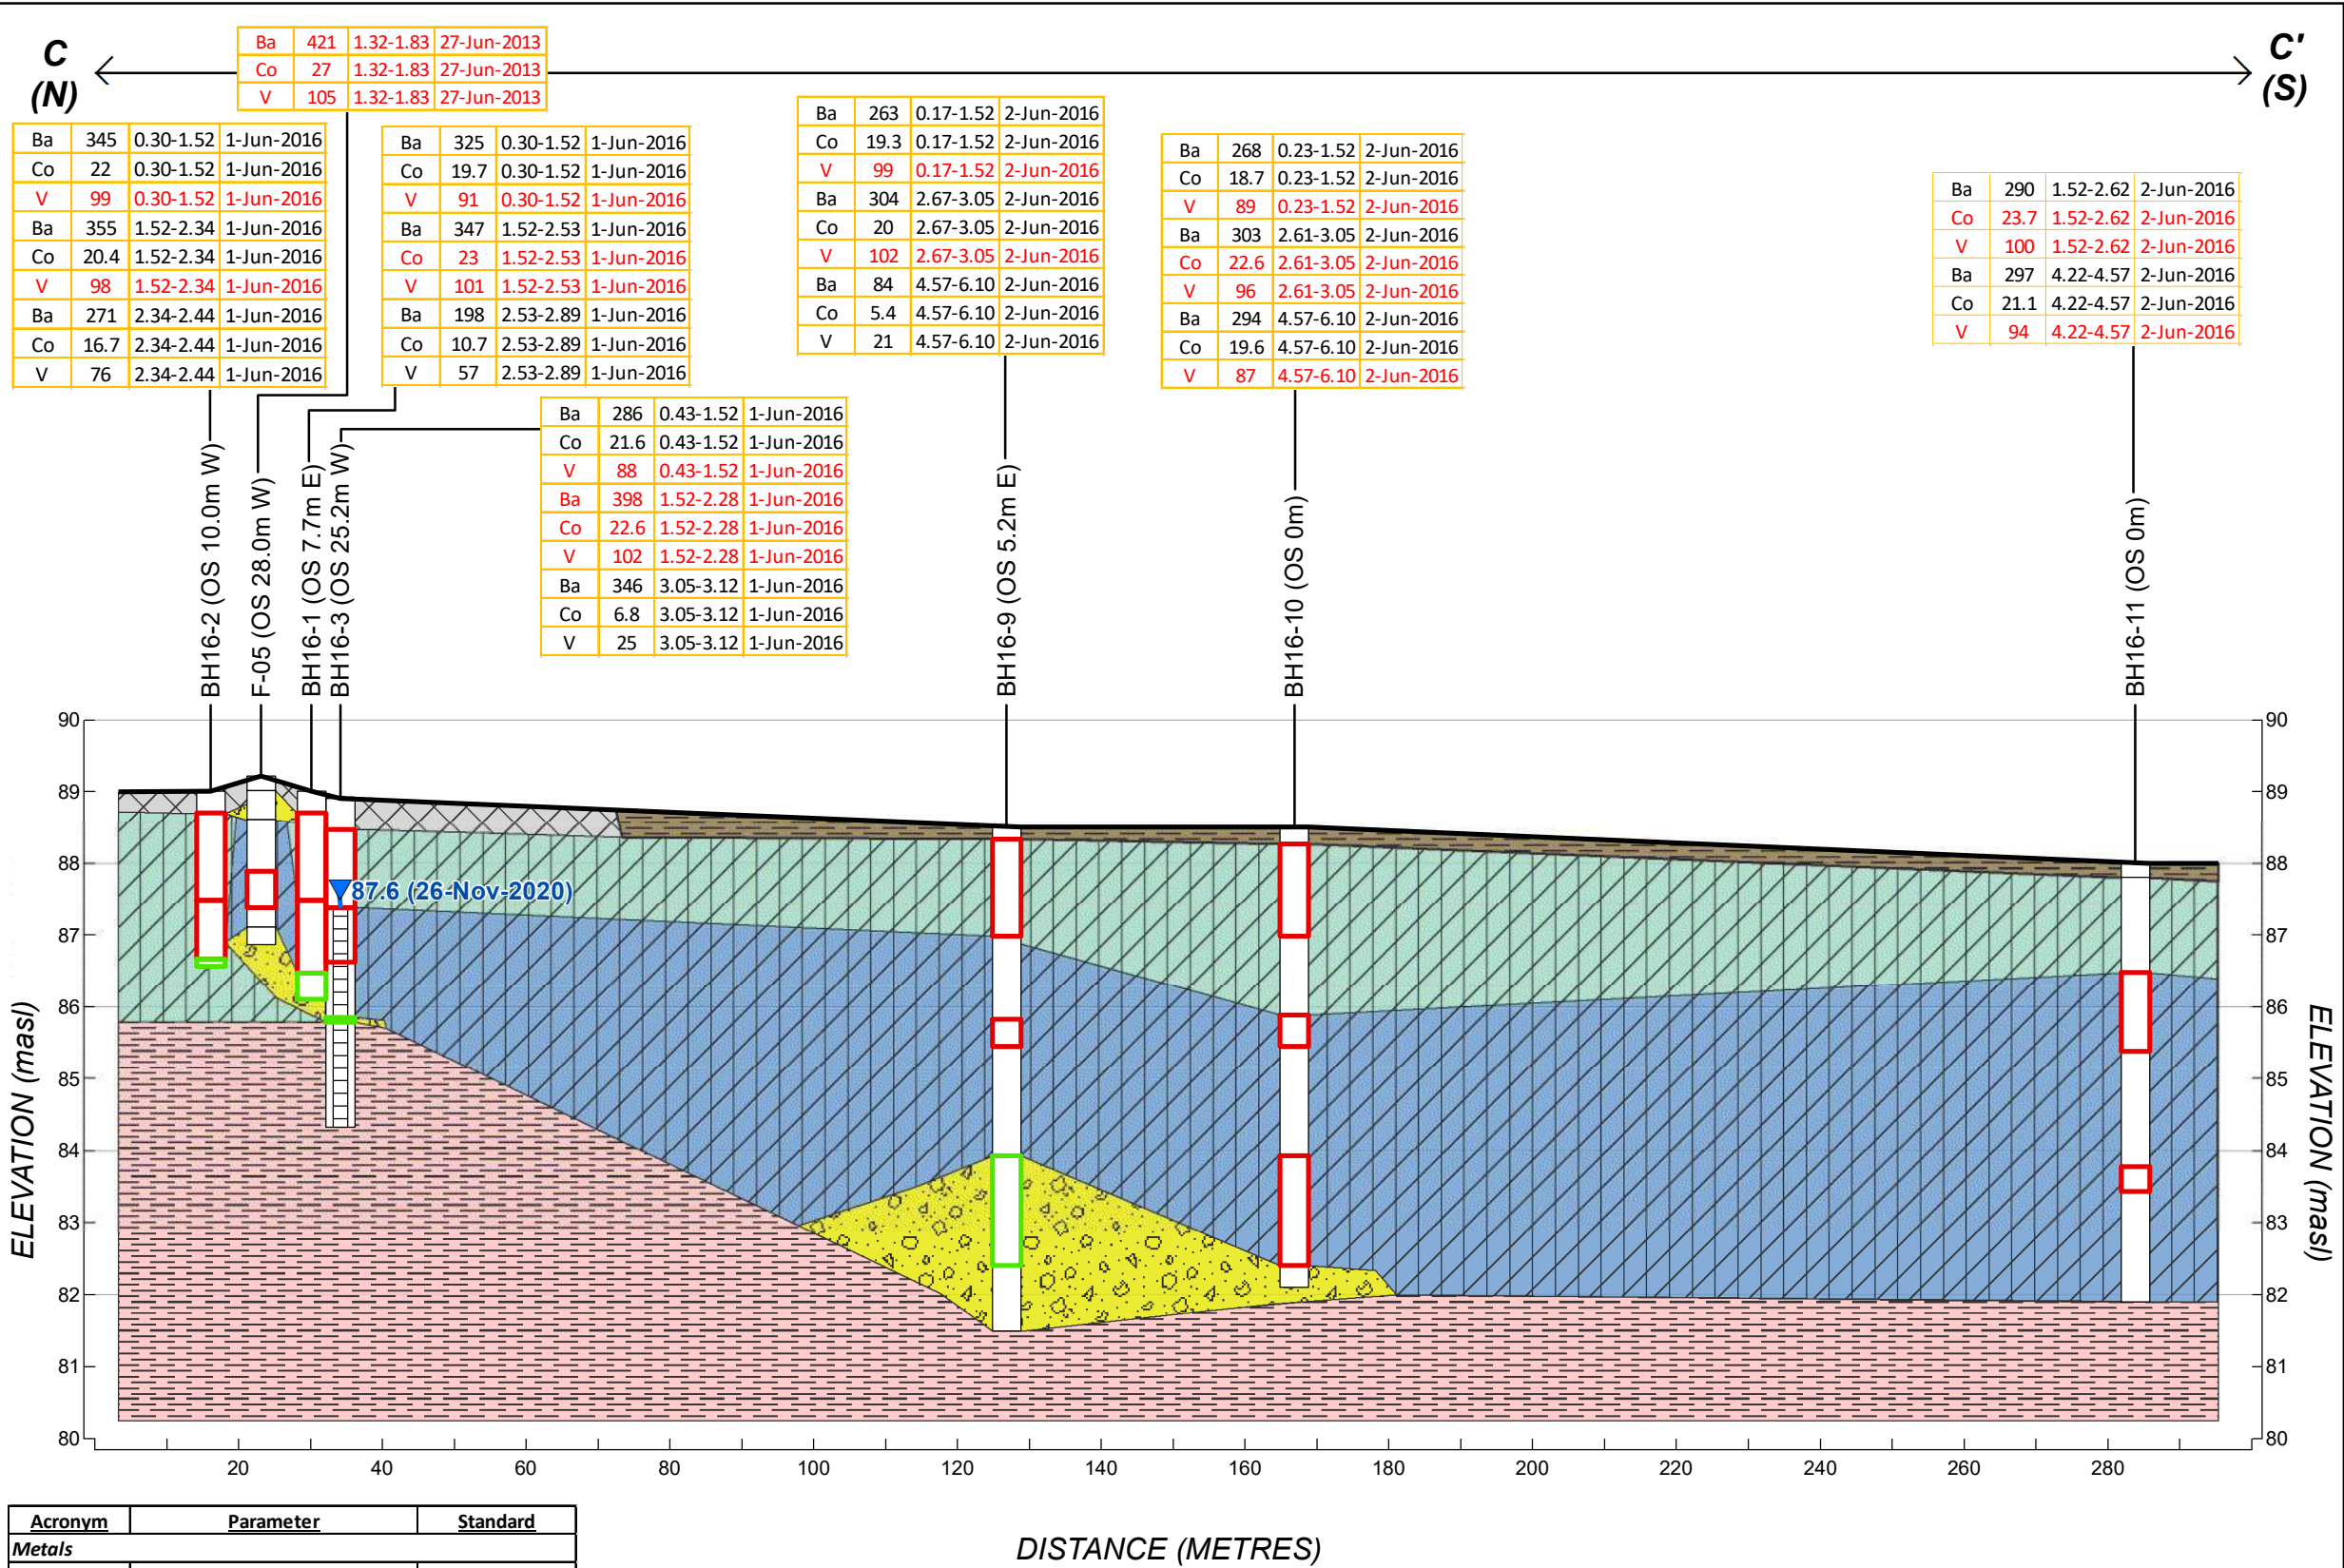 C
(N)
C'
(S)
Ba 421 1.32-1.83 27-Jun-2013
Co 27 1.32-1.83 27-Jun-2013
V 105 1.32-1.83 27-Jun-2013
Ba 345 0.30-1.52 1-Jun-2016
Co 22 0.30-1.52 1-Jun-2016
V 99 0.30-1.52 1-Jun-2016
Ba 355 1.52-2.34 1-Jun-2016
Co 20.4 1.52-2.34 1-Jun-2016
V 98 1.52-2.34 1-Jun-2016
Ba 271 2.34-2.44 1-Jun-2016
Co 16.7 2.34-2.44 1-Jun-2016
V 76 2.34-2.44 1-Jun-2016
Ba 325 0.30-1.52 1-Jun-2016
Co 19.7 0.30-1.52 1-Jun-2016
V 91 0.30-1.52 1-Jun-2016
Ba 347 1.52-2.53 1-Jun-2016
Co 23 1.52-2.53 1-Jun-2016
V 101 1.52-2.53 1-Jun-2016
Ba 198 2.53-2.89 1-Jun-2016
Co 10.7 2.53-2.89 1-Jun-2016
V 57 2.53-2.89 1-Jun-2016
Ba 286 0.43-1.52 1-Jun-2016
Co 21.6 0.43-1.52 1-Jun-2016
V 88 0.43-1.52 1-Jun-2016
Ba 398 1.52-2.28 1-Jun-2016
Co 22.6 1.52-2.28 1-Jun-2016
V 102 1.52-2.28 1-Jun-2016
Ba 346 3.05-3.12 1-Jun-2016
Co 6.8 3.05-3.12 1-Jun-2016
V 25 3.05-3.12 1-Jun-2016
Ba 263 0.17-1.52 2-Jun-2016
Co 19.3 0.17-1.52 2-Jun-2016
V 99 0.17-1.52 2-Jun-2016
Ba 304 2.67-3.05 2-Jun-2016
Co 20 2.67-3.05 2-Jun-2016
V 102 2.67-3.05 2-Jun-2016
Ba 84 4.57-6.10 2-Jun-2016
Co 5.4 4.57-6.10 2-Jun-2016
V 21 4.57-6.10 2-Jun-2016
Ba 268 0.23-1.52 2-Jun-2016
Co 18.7 0.23-1.52 2-Jun-2016
V 89 0.23-1.52 2-Jun-2016
Ba 303 2.61-3.05 2-Jun-2016
Co 22.6 2.61-3.05 2-Jun-2016
V 96 2.61-3.05 2-Jun-2016
Ba 294 4.57-6.10 2-Jun-2016
Co 19.6 4.57-6.10 2-Jun-2016
V 87 4.57-6.10 2-Jun-2016
Ba 290 1.52-2.62 2-Jun-2016
Co 23.7 1.52-2.62 2-Jun-2016
V 100 1.52-2.62 2-Jun-2016
Ba 297 4.22-4.57 2-Jun-2016
Co 21.1 4.22-4.57 2-Jun-2016
V 94 4.22-4.57 2-Jun-2016
BH16-2 (OS 10.0m W)
F-05 (OS 28.0m W)
BH16-1 (OS 7.7m E)
BH16-3 (OS 25.2m W)
BH16-9 (OS 5.2m E)
BH16-10 (OS 0m)
BH16-11 (OS 0m)
87.6 (26-Nov-2020)
ELEVATION (masl)
90
89
88
87
86
85
84
83
82
81
80
90
89
88
87
86
85
84
83
82
81
80
ELEVATION (masl)
20 40 60 80 100 120 140 160 180 200 220 240 260 280
DISTANCE (METRES)
Acronym Parameter Standard
Metals